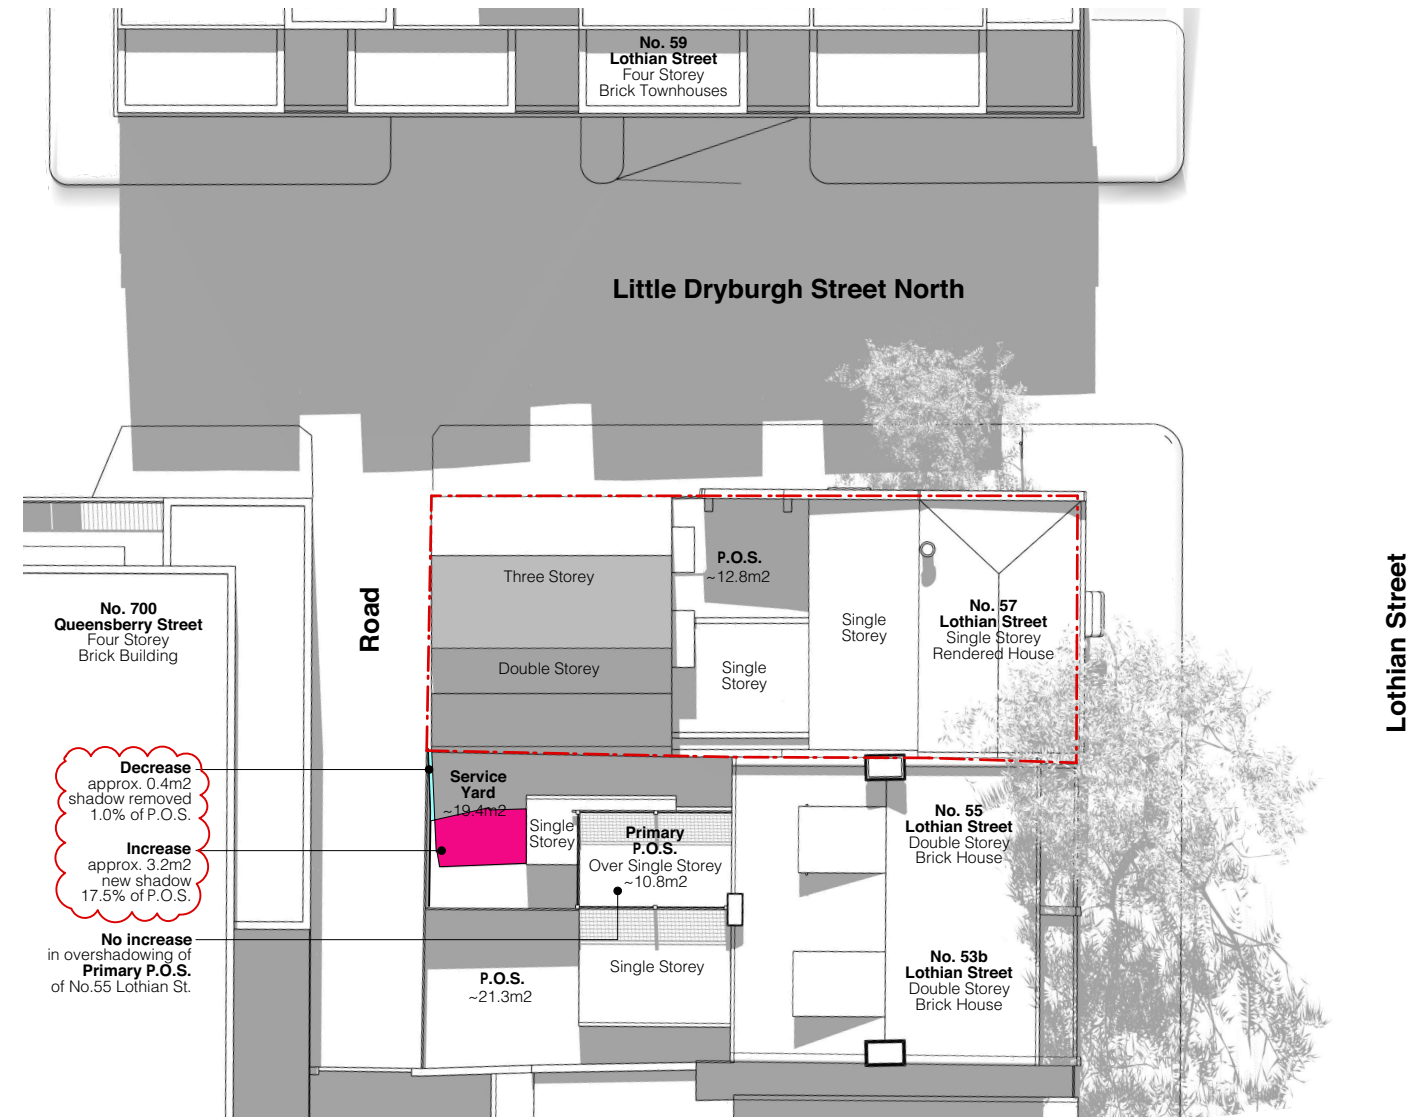 No. 59
Lothian Street
Four Storey
Brick Townhouses
Little Dryburgh Street North
Lothian Street
Road
No. 700
Queensberry Street
Four Storey
Brick Building
Three Storey
Double Storey
P.O.S.
~12.8m2
Single
Storey
Single
Storey
No. 57
Lothian Street
Single Storey
Rendered House
Decrease
approx. 0.4m2
shadow removed
1.0% of P.O.S.
Increase
approx. 3.2m2
new shadow
17.5% of P.O.S.
No increase
in overshadowing of
Primary P.O.S.
of No.55 Lothian St.
Service
Yard
~19.4m2
Single
Storey
Primary
P.O.S.
Over Single Storey
~10.8m2
No. 55
Lothian Street
Double Storey
Brick House
P.O.S.
~21.3m2
Single Storey
No. 53b
Lothian Street
Double Storey
Brick House